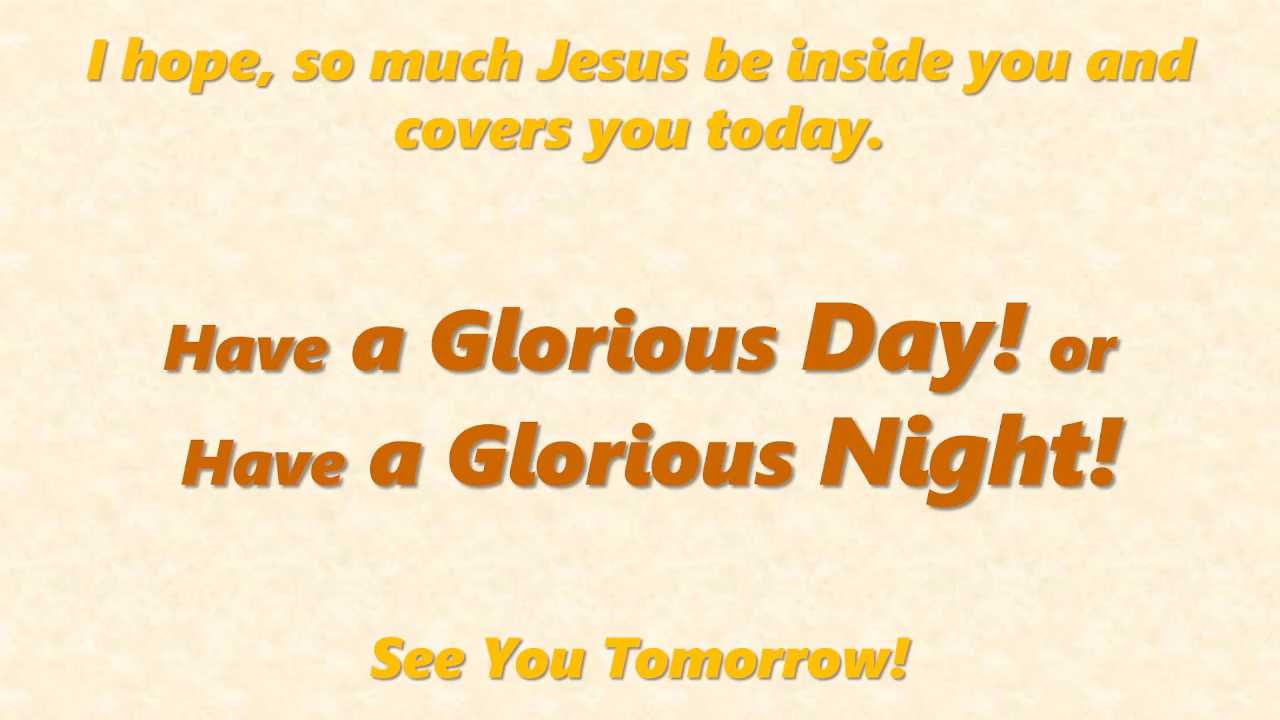 I hope, so much Jesus be inside you and
covers you today.
Have a Glorious Day! or
Have a Glorious Night!
See You Tomorrow!